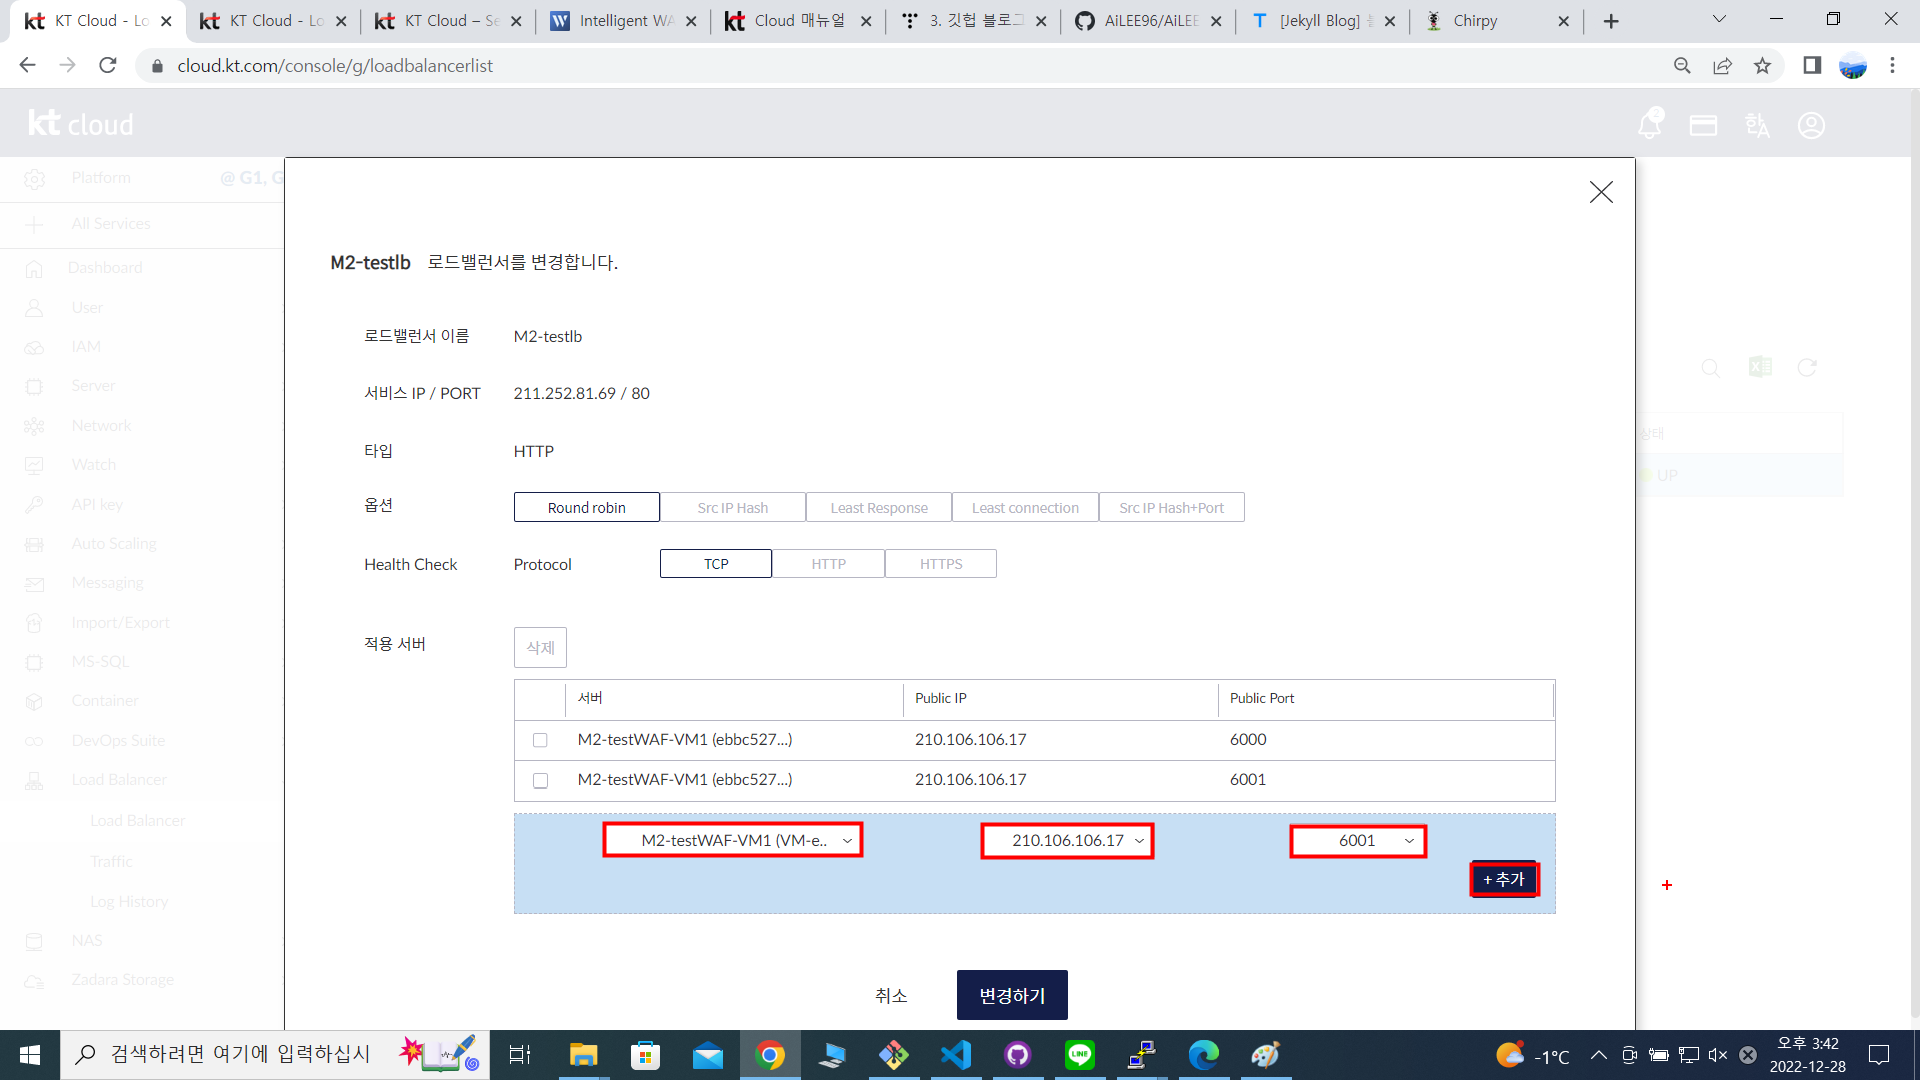 KT Cloud - Lo
KT Cloud - Lo
KT Cloud – Se
Intelligent WA
Cloud 매뉴얼
3. 깃헙 블로그
AiLEE96/AiLEE
[Jekyll Blog]
Chirpy
cloud.kt.com/console/g/loadbalancerlist
kt cloud
2
Platform
@ G1, G
All Services
Dashboard
User
IAM
Server
Network
Watch
API key
Auto Scaling
Messaging
Import/Export
MS-SQL
Container
DevOps Suite
Load Balancer
Load Balancer
Traffic
Log History
NAS
Zadara Storage
M2-testlb 로드밸런서를 변경합니다.
로드밸런서 이름 M2-testlb
서비스 IP / PORT 211.252.81.69 / 80
타입 HTTP
옵션 Round robin Src IP Hash Least Response Least connection Src IP Hash+Port
Health Check Protocol TCP HTTP HTTPS
적용 서버 삭제
서버 Public IP Public Port
M2-testWAF-VM1 (ebbc527...) 210.106.106.17 6000
M2-testWAF-VM1 (ebbc527...) 210.106.106.17 6001
M2-testWAF-VM1 (VM-e.. 210.106.106.17 6001
+ 추가
취소 변경하기
상태
UP
검색하려면 여기에 입력하십시
LINE
-1°C
오후 3:42
2022-12-28